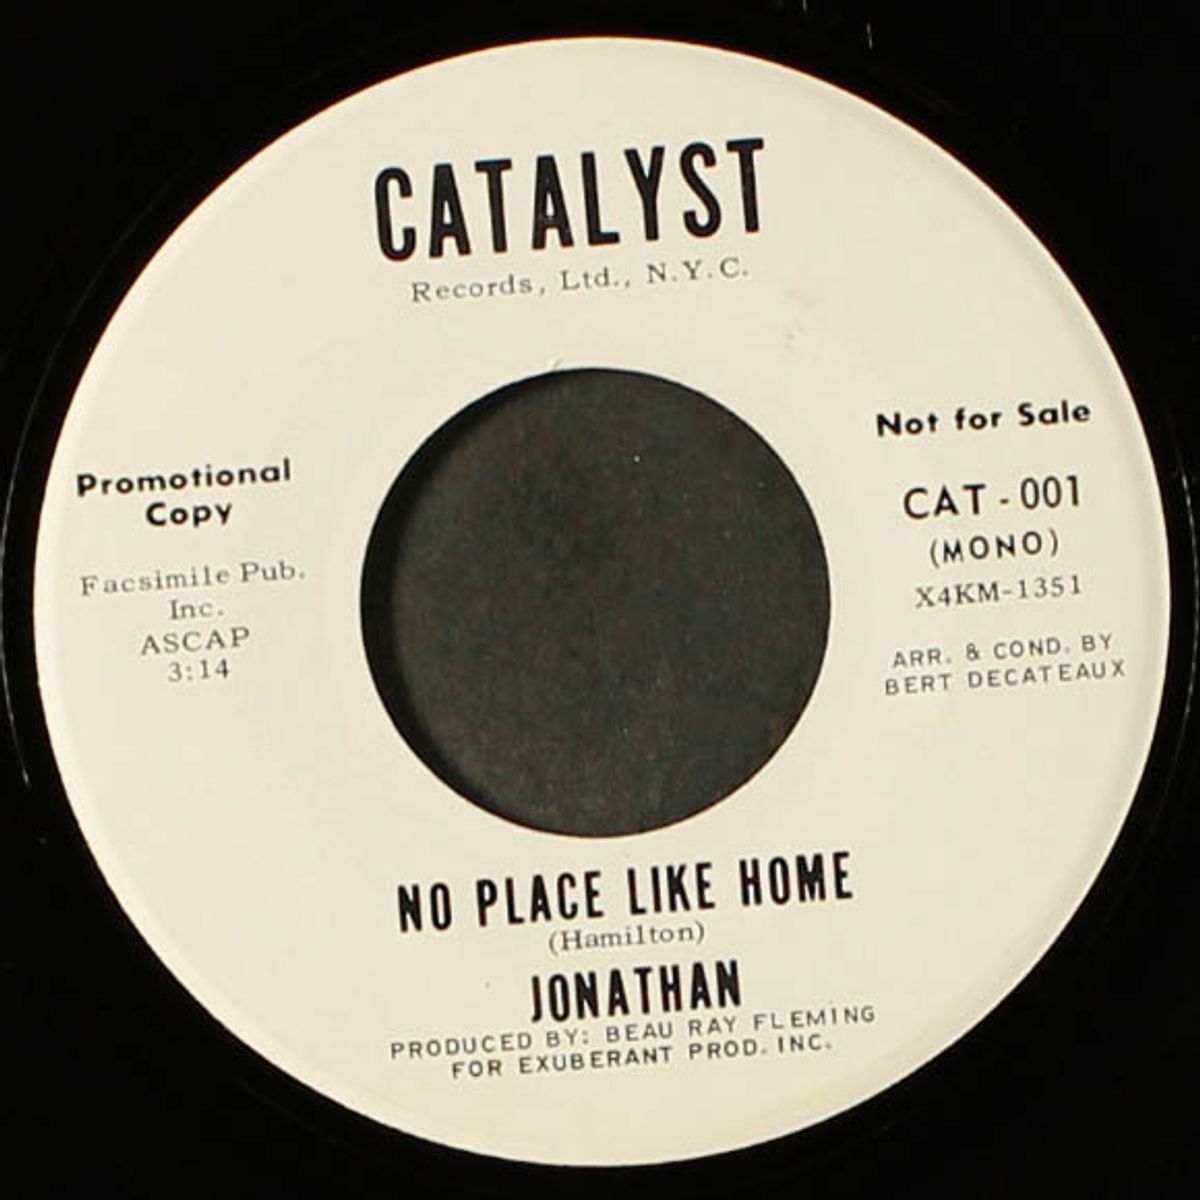 CATALYST
Records, Ltd., N.Y.C.
Promotional
Copy
Facsimile Pub.
Inc.
ASCAP
3:14
Not for Sale
CAT - 001
(MONO)
X4KM-1351
ARR. & COND. BY
BERT DECATEAUX
NO PLACE LIKE HOME
(Hamilton)
JONATHAN
PRODUCED BY: BEAU RAY FLEMING
FOR EXUBERANT PROD. INC.